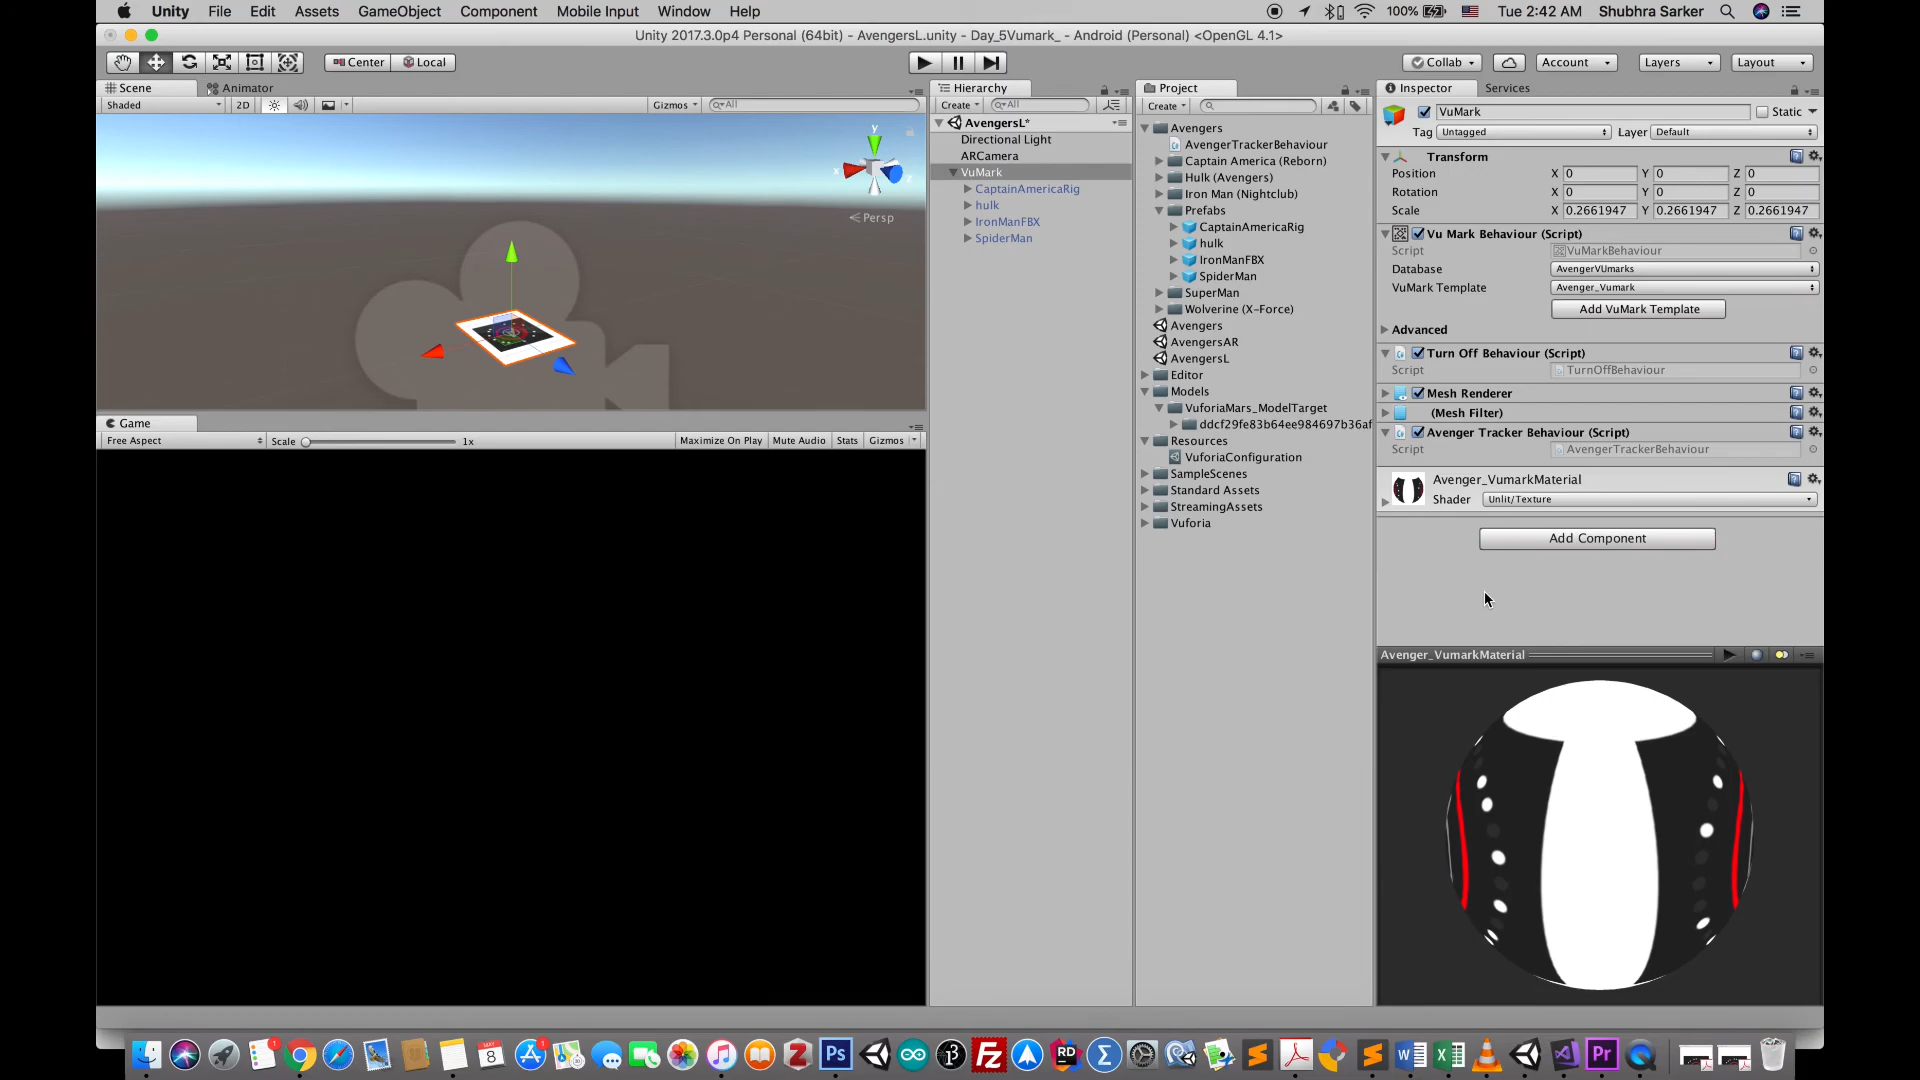 Unity File Edit Assets GameObject Component Mobile Input Window Help 100% Tue 2:42 AM Shubhra Sarker
Unity 2017.3.0p4 Personal (64bit) - AvengersL.unity - Day_5Vumark_ - Android (Personal) <OpenGL 4.1>
Center Local Collab Account Layers Layout
Scene Animator
Shaded 2D Gizmos All
y
x
z
Persp
Game
Free Aspect Scale 1x Maximize On Play Mute Audio Stats Gizmos
Hierarchy
Create All
AvengersL*
Directional Light
ARCamera
VuMark
CaptainAmericaRig
hulk
IronManFBX
SpiderMan
Project
Create
Avengers
AvengerTrackerBehaviour
Captain America (Reborn)
Hulk (Avengers)
Iron Man (Nightclub)
Prefabs
CaptainAmericaRig
hulk
IronManFBX
SpiderMan
SuperMan
Wolverine (X-Force)
Avengers
AvengersAR
AvengersL
Editor
Models
VuforiaMars_ModelTarget
ddcf29fe83b64ee984697b36af
Resources
VuforiaConfiguration
SampleScenes
Standard Assets
StreamingAssets
Vuforia
Inspector Services
VuMark Static
Tag Untagged Layer Default
Transform
Position X 0 Y 0 Z 0
Rotation X 0 Y 0 Z 0
Scale X 0.2661947 Y 0.2661947 Z 0.2661947
Vu Mark Behaviour (Script)
Script VuMarkBehaviour
Database AvengerVUmarks
VuMark Template Avenger_Vumark
Add VuMark Template
Advanced
Turn Off Behaviour (Script)
Script TurnOffBehaviour
Mesh Renderer
(Mesh Filter)
Avenger Tracker Behaviour (Script)
Script AvengerTrackerBehaviour
Avenger_VumarkMaterial
Shader Unlit/Texture
Add Component
Avenger_VumarkMaterial
1 MAY 8 1 Z Ps Fz RD Σ W X Pr